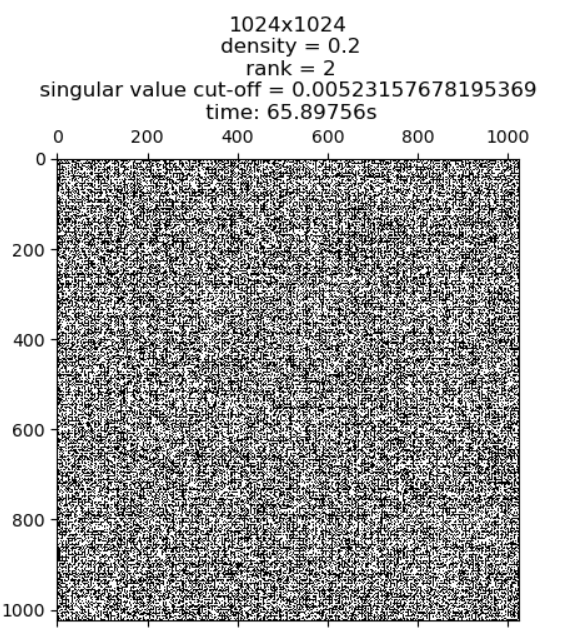 1024x1024
density = 0.2
rank = 2
singular value cut-off = 0.00523157678195369
time: 65.89756s
0 200 400 600 800 1000
0
200
400
600
800
1000